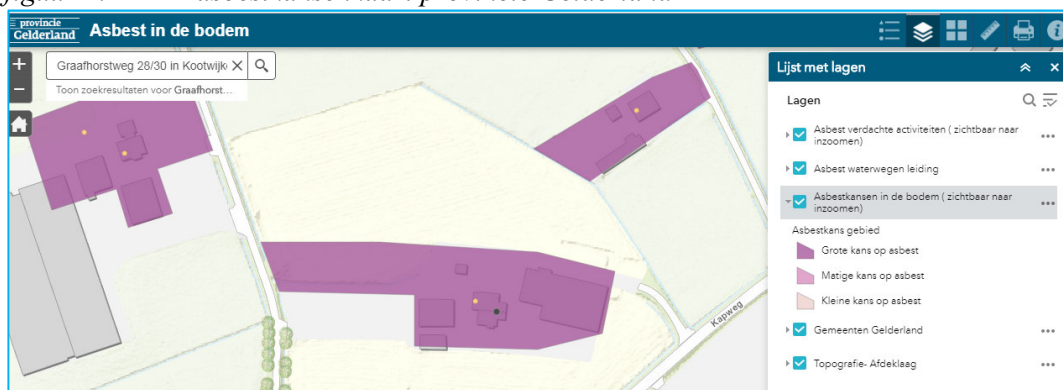 provincie
Gelderland
Asbest in de bodem
Graafhorstweg 28/30 in Kootwijk
Toon zoekresultaten voor Graafhorst...
Kapweg
Lijst met lagen
Lagen
Asbest verdachte activiteiten ( zichtbaar naar
inzoomen)
Asbest waterwegen leiding
Asbestkansen in de bodem ( zichtbaar naar
inzoomen)
Asbestkans gebied
Grote kans op asbest
Matige kans op asbest
Kleine kans op asbest
Gemeenten Gelderland
Topografie- Afdeklaag